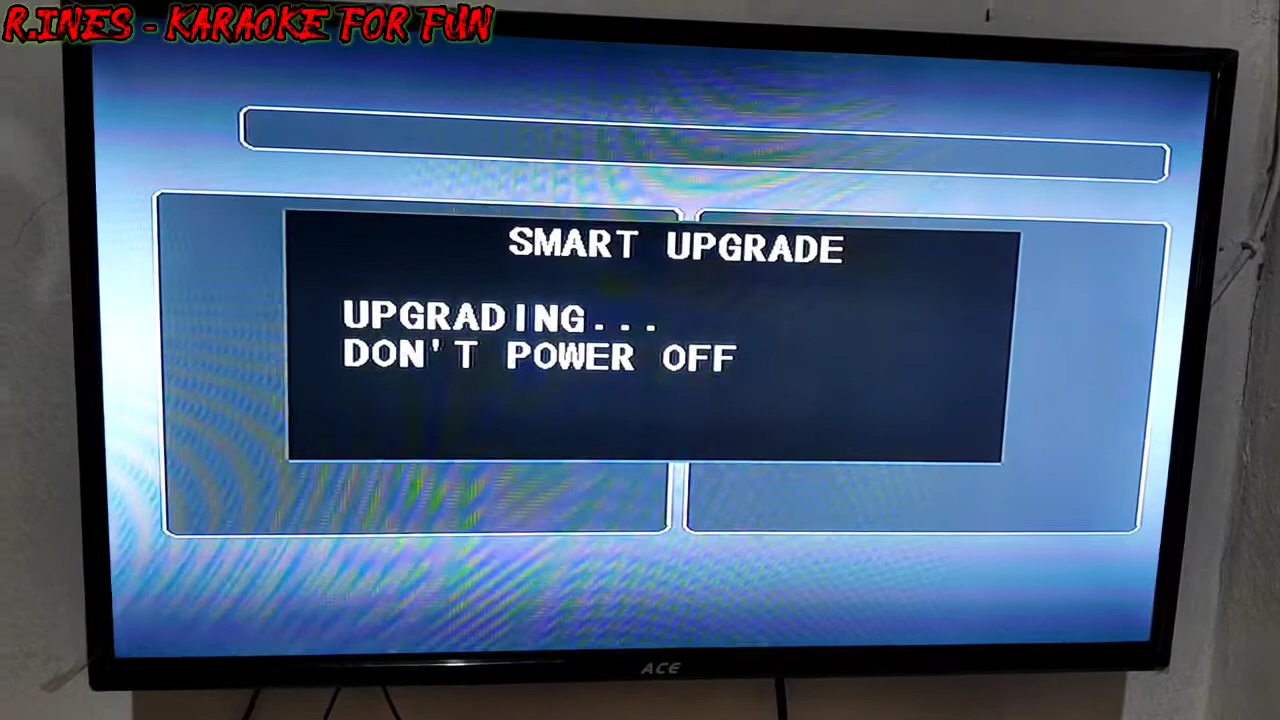 R.INES - KARAOKE FOR FUN
SMART UPGRADE
UPGRADING...
DON'T POWER OFF
ACE